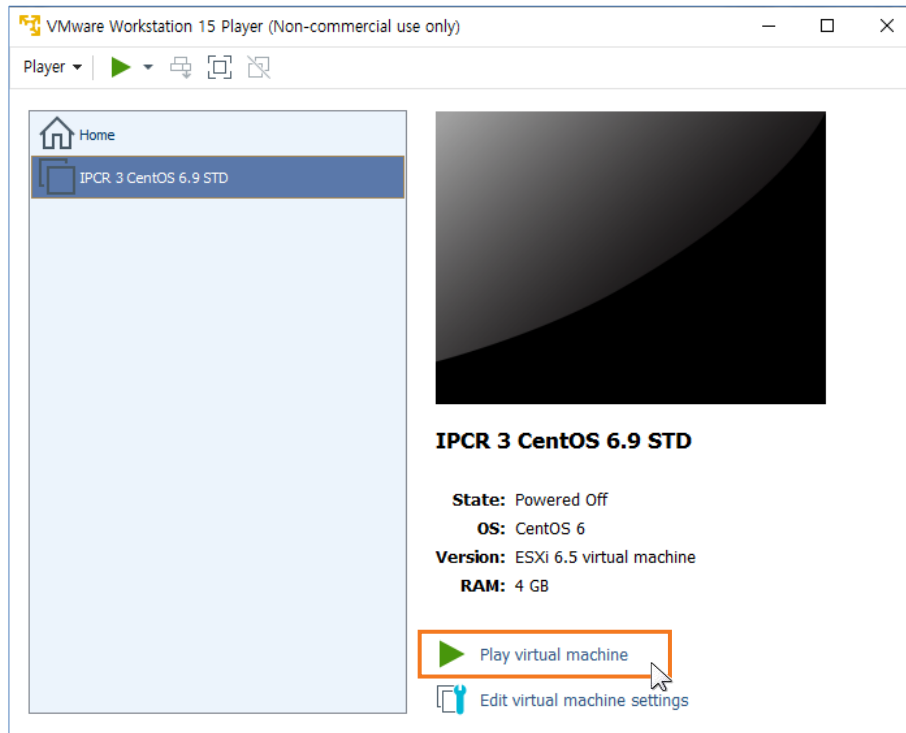 VMware Workstation 15 Player (Non-commercial use only)
Player
Home
IPCR 3 CentOS 6.9 STD
IPCR 3 CentOS 6.9 STD
State: Powered Off
OS: CentOS 6
Version: ESXi 6.5 virtual machine
RAM: 4 GB
Play virtual machine
Edit virtual machine settings